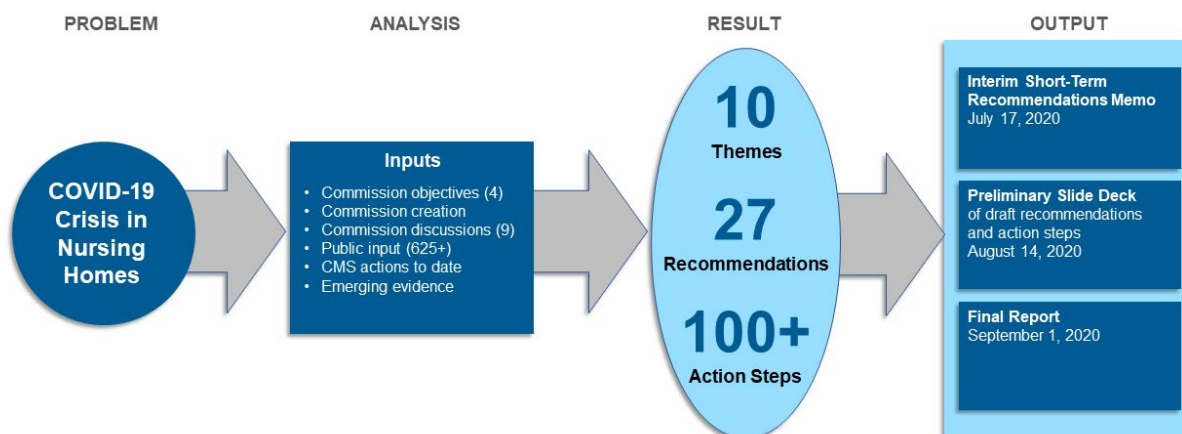 PROBLEM
ANALYSIS
RESULT
OUTPUT
COVID-19
Crisis in
Nursing
Homes
Inputs
• Commission objectives (4)
• Commission creation
• Commission discussions (9)
• Public input (625+)
• CMS actions to date
• Emerging evidence
10
Themes
27
Recommendations
100+
Action Steps
Interim Short-Term
Recommendations Memo
July 17, 2020
Preliminary Slide Deck
of draft recommendations
and action steps
August 14, 2020
Final Report
September 1, 2020